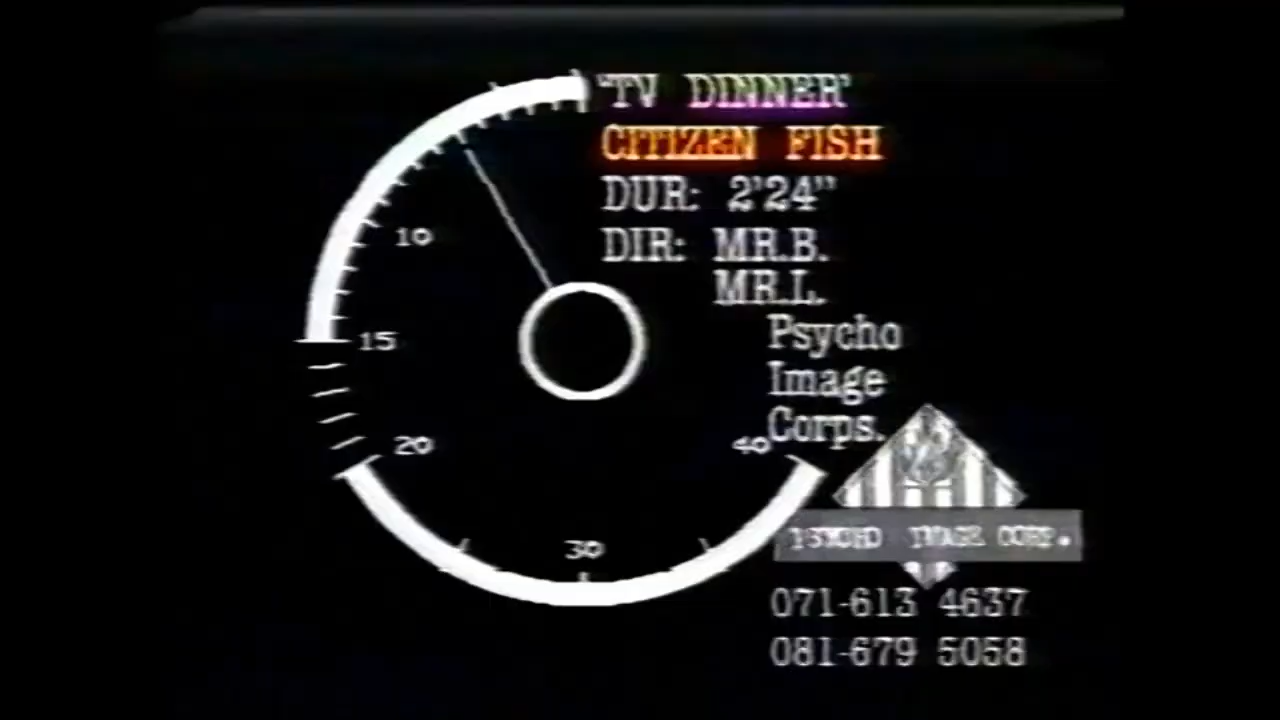 'TV DINNER'
CITIZEN FISH
DUR: 2'24"
DIR: MR.B.
MR.L.
Psycho
Image
Corps.
10
15
20
30
40
PSYCHO IMAGE CORP.
071-613 4637
081-679 5058